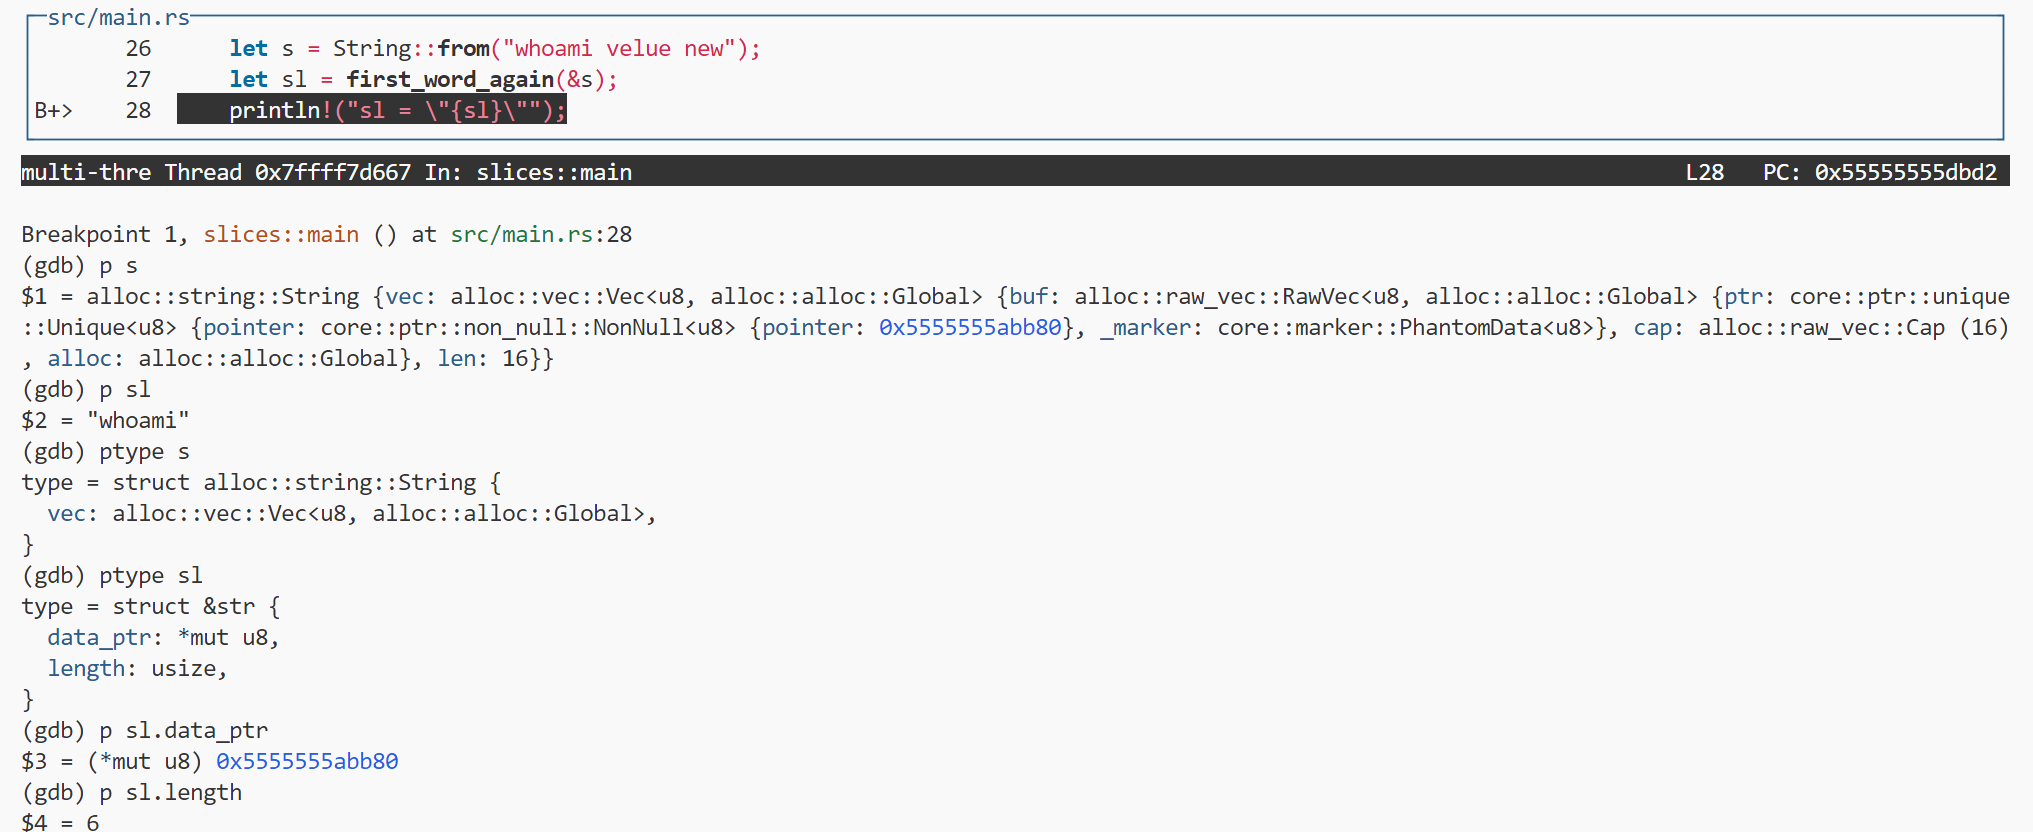 src/main.rs
26 let s = String::from("whoami velue new");
27 let sl = first_word_again(&s);
B+> 28 println!("sl = \"{sl}\"");
multi-thre Thread 0x7ffff7d667 In: slices::main L28 PC: 0x55555555dbd2
Breakpoint 1, slices::main () at src/main.rs:28
(gdb) p s
$1 = alloc::string::String {vec: alloc::vec::Vec<u8, alloc::alloc::Global> {buf: alloc::raw_vec::RawVec<u8, alloc::alloc::Global> {ptr: core::ptr::unique
::Unique<u8> {pointer: core::ptr::non_null::NonNull<u8> {pointer: 0x5555555abb80}, _marker: core::marker::PhantomData<u8>}, cap: alloc::raw_vec::Cap (16)
, alloc: alloc::alloc::Global}, len: 16}}
(gdb) p sl
$2 = "whoami"
(gdb) ptype s
type = struct alloc::string::String {
  vec: alloc::vec::Vec<u8, alloc::alloc::Global>,
}
(gdb) ptype sl
type = struct &str {
  data_ptr: *mut u8,
  length: usize,
}
(gdb) p sl.data_ptr
$3 = (*mut u8) 0x5555555abb80
(gdb) p sl.length
$4 = 6